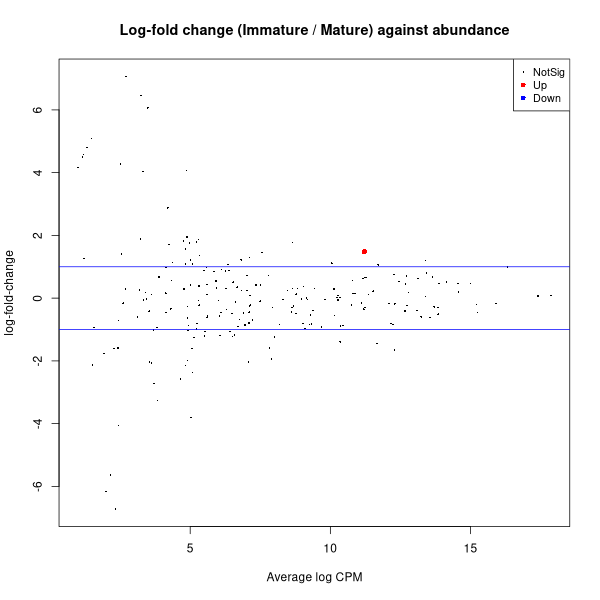 Log-fold change (Immature / Mature) against abundance
NotSig
Up
Down
6
4
2
0
-2
-4
-6
log-fold-change
5
10
15
Average log CPM